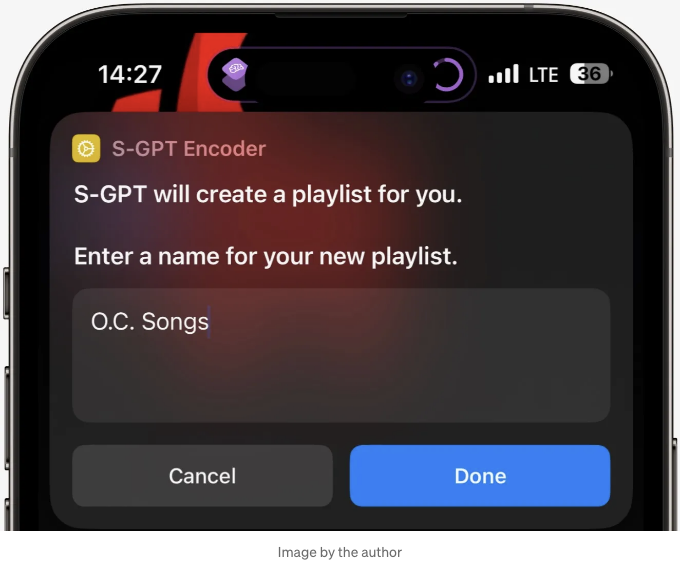 14:27
LTE
36
S-GPT Encoder
S-GPT will create a playlist for you.
Enter a name for your new playlist.
O.C. Songs
Cancel
Done
Image by the author